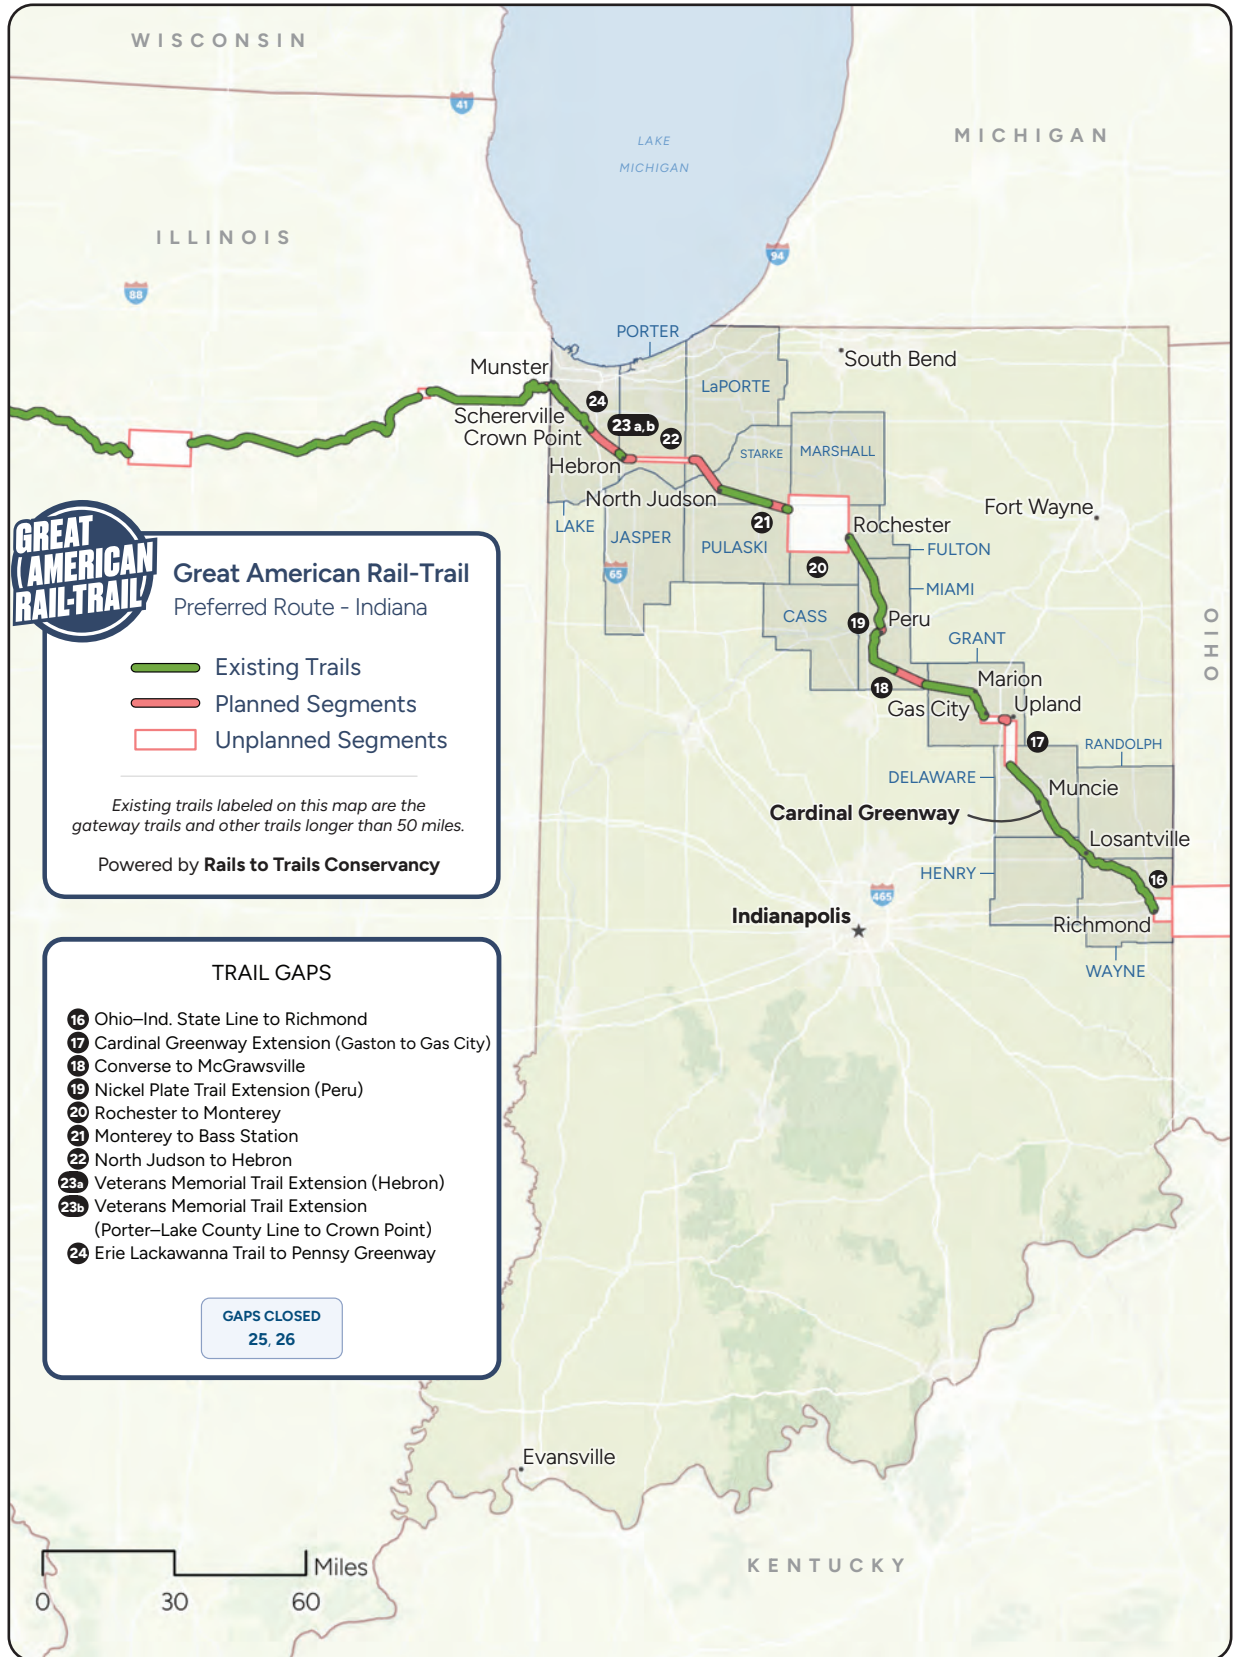 WISCONSIN
41
LAKE
MICHIGAN
MICHIGAN
ILLINOIS
94
88
PORTER
South Bend
Munster
LaPORTE
24
Schererville
23 a,b
Crown Point
22
STARKE
MARSHALL
Hebron
North Judson
Fort Wayne
LAKE
21
Rochester
JASPER
PULASKI
FULTON
65
20
MIAMI
CASS
19
Peru
GRANT
OHIO
18
Marion
Gas City
Upland
17
RANDOLPH
DELAWARE
Muncie
Cardinal Greenway
Losantville
HENRY
16
465
Indianapolis
Richmond
WAYNE
GREAT
AMERICAN
RAIL-TRAIL
Great American Rail-Trail
Preferred Route - Indiana
Existing Trails
Planned Segments
Unplanned Segments
Existing trails labeled on this map are the
gateway trails and other trails longer than 50 miles.
Powered by Rails to Trails Conservancy
TRAIL GAPS
16 Ohio–Ind. State Line to Richmond
17 Cardinal Greenway Extension (Gaston to Gas City)
18 Converse to McGrawsville
19 Nickel Plate Trail Extension (Peru)
20 Rochester to Monterey
21 Monterey to Bass Station
22 North Judson to Hebron
23a Veterans Memorial Trail Extension (Hebron)
23b Veterans Memorial Trail Extension
(Porter–Lake County Line to Crown Point)
24 Erie Lackawanna Trail to Pennsy Greenway
GAPS CLOSED
25, 26
Evansville
KENTUCKY
Miles
0 30 60